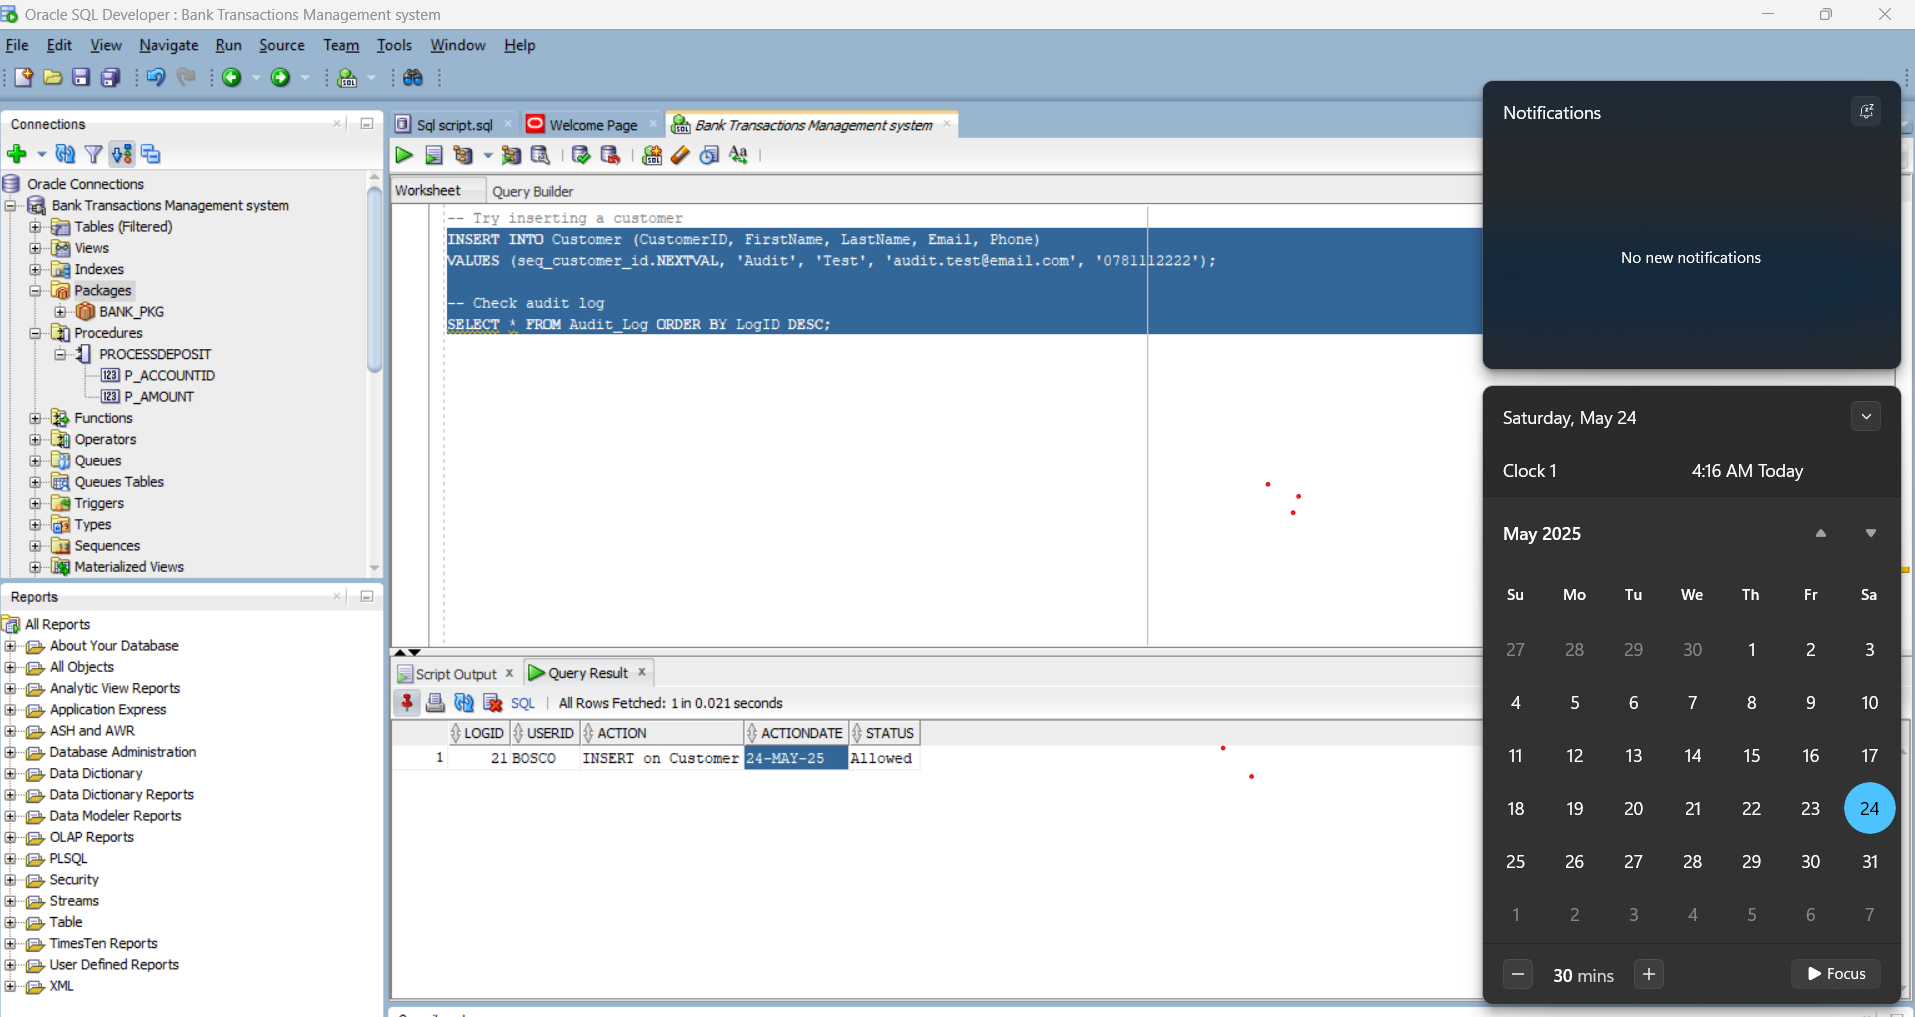 Oracle SQL Developer : Bank Transactions Management system
File Edit View Navigate Run Source Team Tools Window Help
Connections
Oracle Connections
Bank Transactions Management system
Tables (Filtered)
Views
Indexes
Packages
BANK_PKG
Procedures
PROCESSDEPOSIT
P_ACCOUNTID
P_AMOUNT
Functions
Operators
Queues
Queues Tables
Triggers
Types
Sequences
Materialized Views
Reports
All Reports
About Your Database
All Objects
Analytic View Reports
Application Express
ASH and AWR
Database Administration
Data Dictionary
Data Dictionary Reports
Data Modeler Reports
OLAP Reports
PLSQL
Security
Streams
Table
TimesTen Reports
User Defined Reports
XML
Sql script.sql Welcome Page Bank Transactions Management system
Worksheet Query Builder
-- Try inserting a customer
INSERT INTO Customer (CustomerID, FirstName, LastName, Email, Phone)
VALUES (seq_customer_id.NEXTVAL, 'Audit', 'Test', 'audit.test@email.com', '0781112222');
-- Check audit log
SELECT * FROM Audit_Log ORDER BY LogID DESC;
Script Output Query Result
SQL All Rows Fetched: 1 in 0.021 seconds
LOGID USERID ACTION ACTIONDATE STATUS
1 21 BOSCO INSERT on Customer 24-MAY-25 Allowed
Notifications
No new notifications
Saturday, May 24
Clock 1 4:16 AM Today
May 2025
Su Mo Tu We Th Fr Sa
27 28 29 30 1 2 3
4 5 6 7 8 9 10
11 12 13 14 15 16 17
18 19 20 21 22 23 24
25 26 27 28 29 30 31
1 2 3 4 5 6 7
30 mins Focus